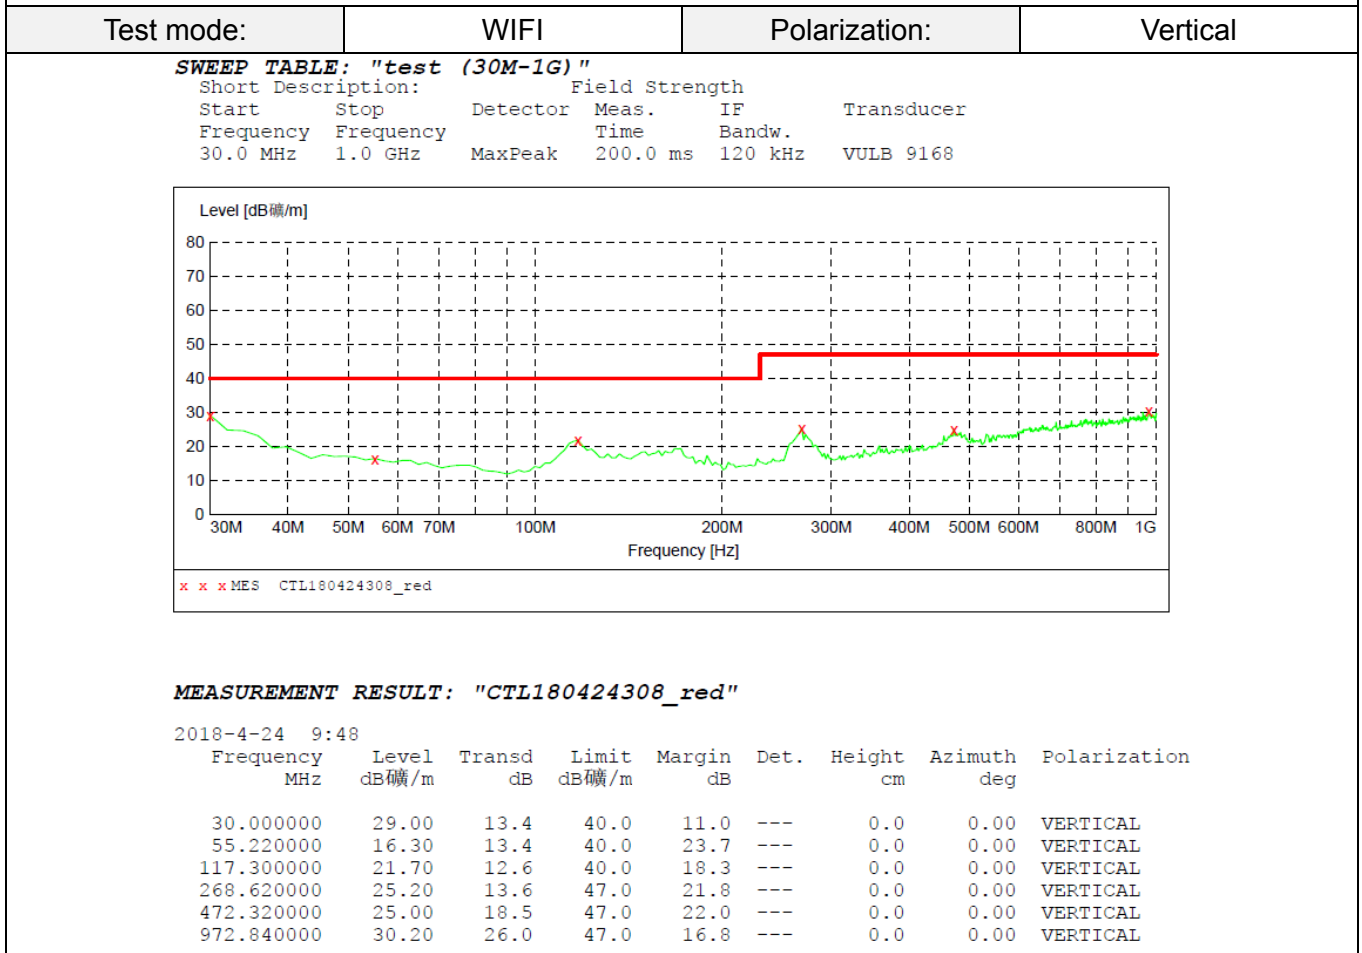 Test mode: WIFI Polarization: Vertical
SWEEP TABLE: "test (30M-1G)"
Short Description: Field Strength
Start Stop Detector Meas. IF Transducer
Frequency Frequency Time Bandw.
30.0 MHz 1.0 GHz MaxPeak 200.0 ms 120 kHz VULB 9168
Level [dB礦/m]
80
70
60
50
40
30
20
10
0
30M 40M 50M 60M 70M 100M 200M 300M 400M 500M 600M 800M 1G
Frequency [Hz]
x x x MES CTL180424308_red
MEASUREMENT RESULT: "CTL180424308_red"
2018-4-24 9:48
Frequency Level Transd Limit Margin Det. Height Azimuth Polarization
MHz dB礦/m dB dB礦/m dB cm deg
30.000000 29.00 13.4 40.0 11.0 --- 0.0 0.00 VERTICAL
55.220000 16.30 13.4 40.0 23.7 --- 0.0 0.00 VERTICAL
117.300000 21.70 12.6 40.0 18.3 --- 0.0 0.00 VERTICAL
268.620000 25.20 13.6 47.0 21.8 --- 0.0 0.00 VERTICAL
472.320000 25.00 18.5 47.0 22.0 --- 0.0 0.00 VERTICAL
972.840000 30.20 26.0 47.0 16.8 --- 0.0 0.00 VERTICAL